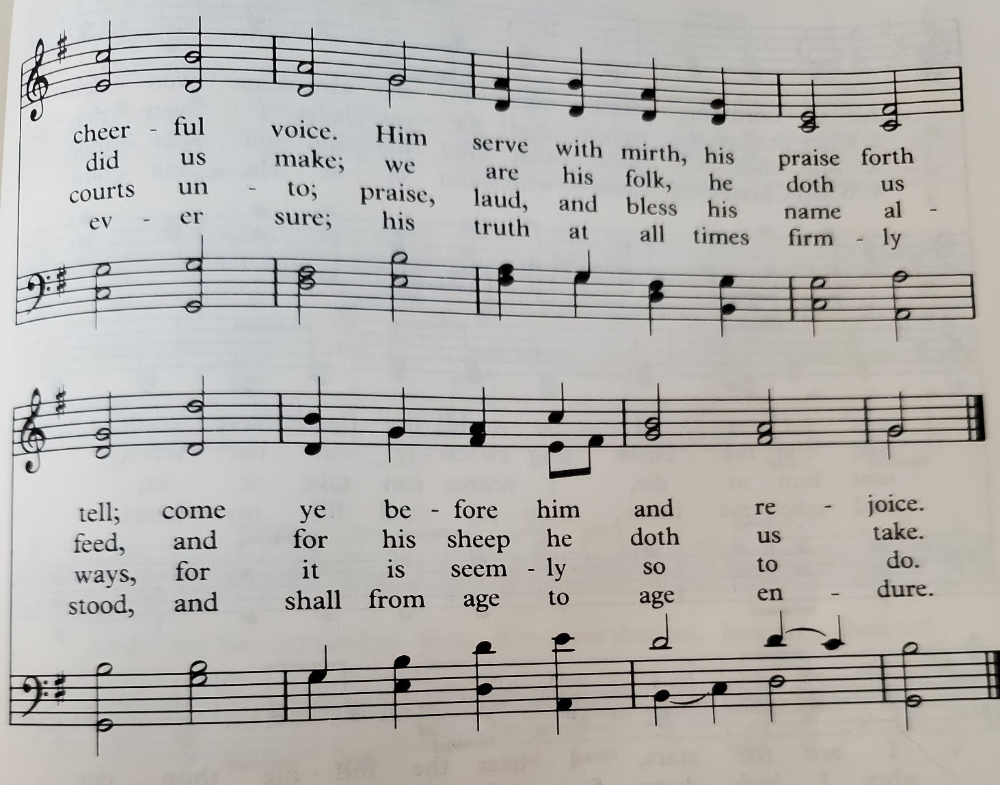 cheer - ful voice. Him serve with mirth, his praise forth
did us make; we are his folk, he doth us
courts un - to; praise, laud, and bless his name al -
ev - er sure; his truth at all times firm - ly
tell; come ye be - fore him and re - joice.
feed, and for his sheep he doth us take.
ways, for it is seem - ly so to do.
stood, and shall from age to age en - dure.